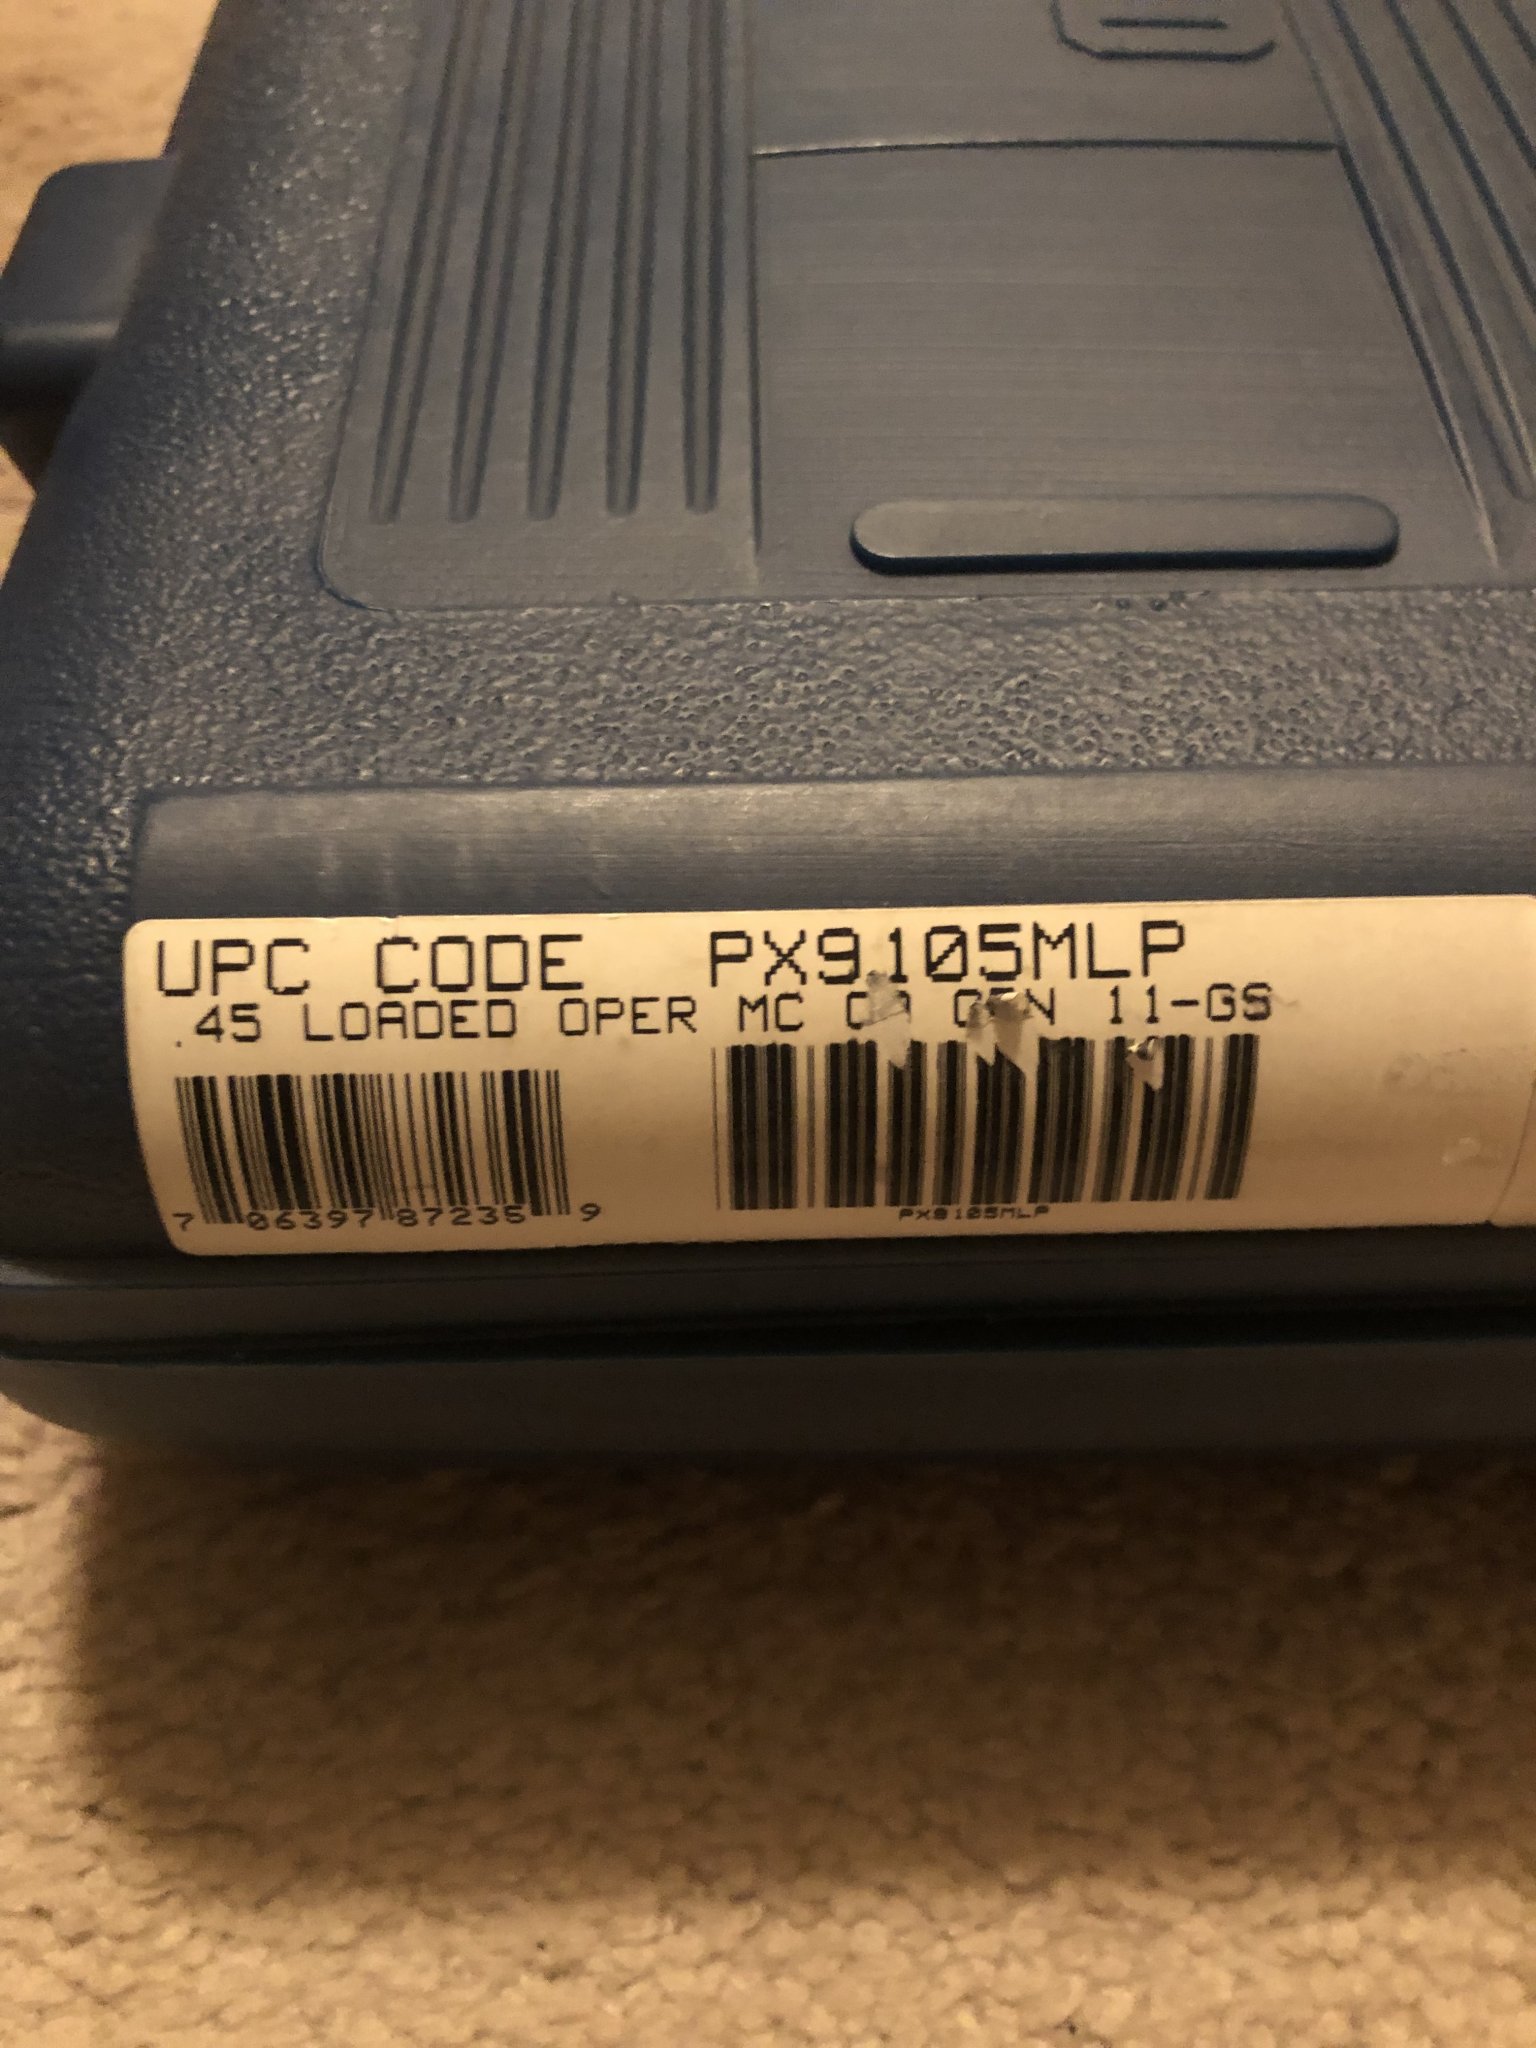 UPC CODE PX9105MLP
.45 LOADED OPER MC 11-GS
7 06397 87235 9
PX9105MLP